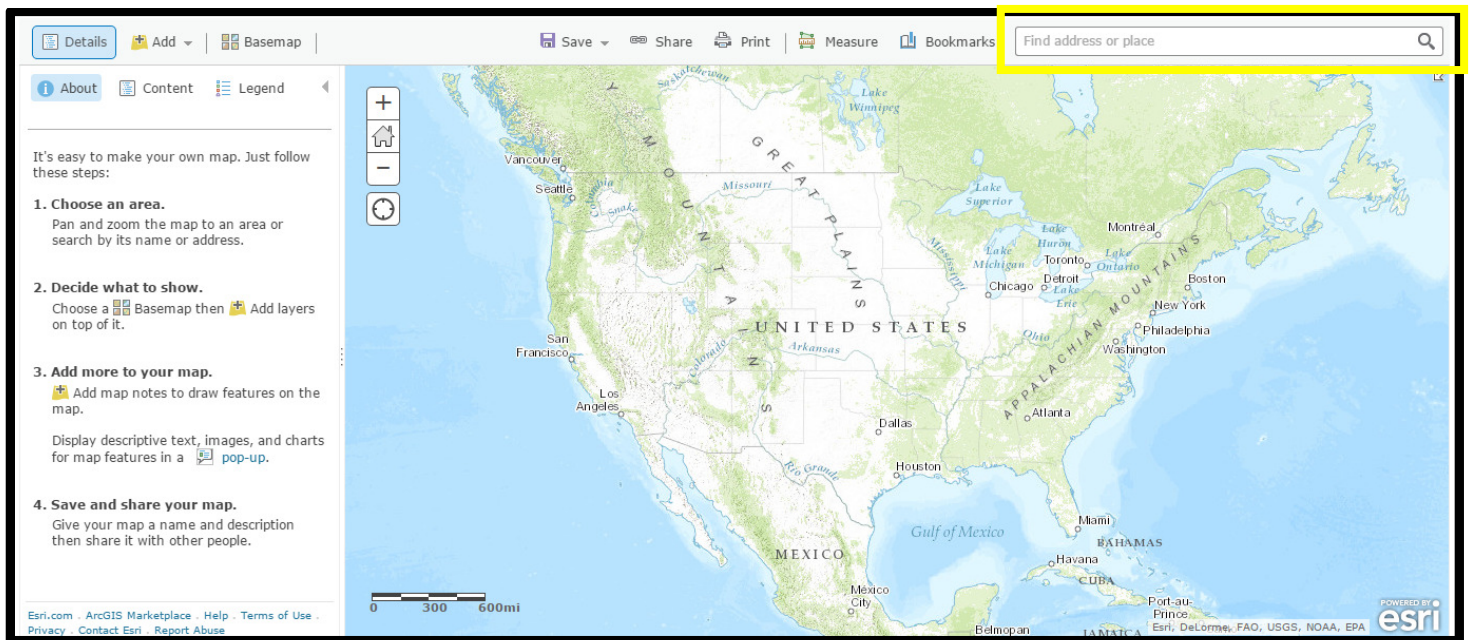 Details Add Basemap Save Share Print Measure Bookmarks Find address or place
About Content Legend
It's easy to make your own map. Just follow
these steps:
1. Choose an area.
Pan and zoom the map to an area or
search by its name or address.
2. Decide what to show.
Choose a Basemap then Add layers
on top of it.
3. Add more to your map.
Add map notes to draw features on the
map.
Display descriptive text, images, and charts
for map features in a pop-up.
4. Save and share your map.
Give your map a name and description
then share it with other people.
Esri.com . ArcGIS Marketplace . Help . Terms of Use .
Privacy . Contact Esri . Report Abuse
+
−
Saskatchewan
Lake
Winnipeg
Vancouver
Seattle
Columbia
Snake
Missouri
MOUNTAINS
GREAT PLAINS
Lake
Superior
Mississippi
Lake
Michigan
Lake
Huron
Montréal
Toronto
Lake
Ontario
Detroit
Chicago
Lake
Erie
Boston
New York
Philadelphia
Washington
Ohio
APPALACHIAN MOUNTAINS
UNITED STATES
San
Francisco
Colorado
Arkansas
Los
Angeles
Atlanta
Dallas
Rio Grande
Houston
Gulf of Mexico
Miami
BAHAMAS
Havana
CUBA
MEXICO
México
City
Port-au-
Prince
Belmopan
JAMAICA
0 300 600mi
Esri, DeLorme, FAO, USGS, NOAA, EPA
POWERED BY
esri